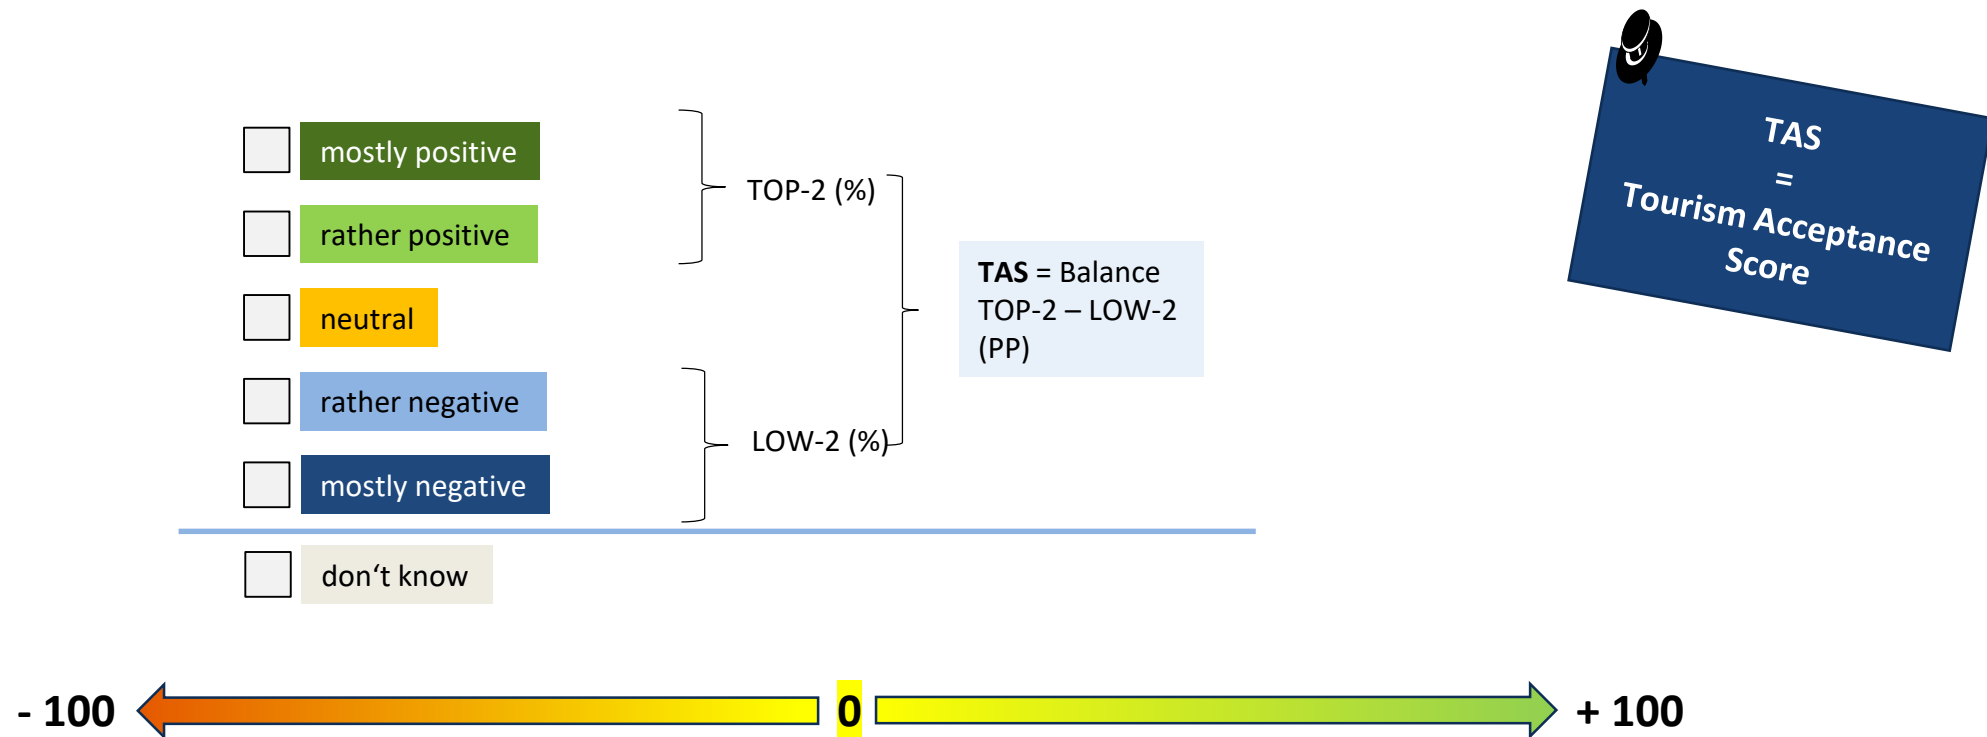 mostly positive
rather positive
neutral
rather negative
mostly negative
don‘t know
TOP-2 (%)
LOW-2 (%)
TAS = Balance
TOP-2 – LOW-2
(PP)
TAS
=
Tourism Acceptance
Score
- 100
0
+ 100